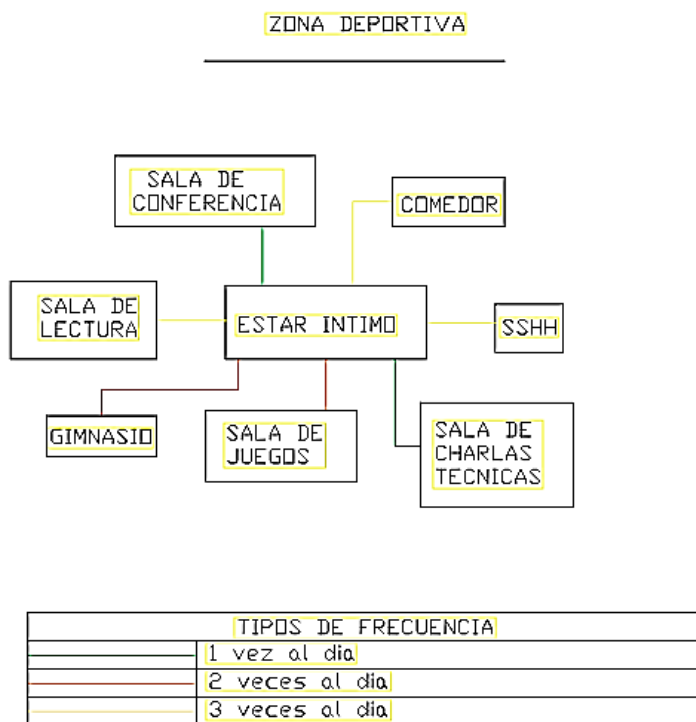 ZONA DEPORTIVA
SALA DE
CONFERENCIA
COMEDOR
SALA DE
LECTURA
ESTAR INTIMO
SSHH
GIMNASIO
SALA DE
JUEGOS
SALA DE
CHARLAS
TECNICAS
TIPOS DE FRECUENCIA
1 vez al dia
2 veces al dia
3 veces al dia